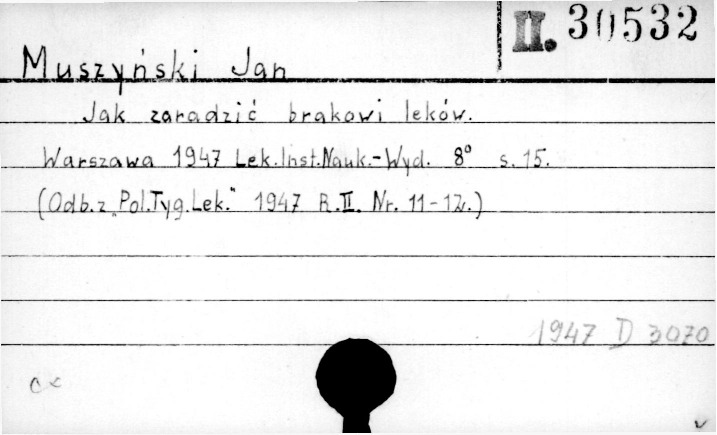 II. 30532
Muszyński Jan
Jak zaradzić brakowi leków.
Warszawa 1947 Lek.Inst.Nauk.-Wyd. 8° s. 15.
(Odb.z „Pol.Tyg.Lek." 1947 R.II. Nr. 11-12.)
1947 D 3070